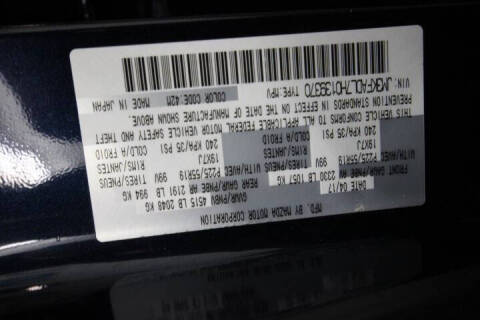 MFD. BY MAZDA MOTOR CORPORATION
DATE 04/17
GVWR/PNBV 4515 LB 2048 KG
FRONT GAWR/PNBE AV 2330 LB 1057 KG
REAR GAWR/PNBE AR 2191 LB 994 KG
WITH/AVEC P225/55R19 99V TIRES/PNEUS
19X7J RIMS/JANTES
240 KPA/35 PSI COLD/A FROID
WITH/AVEC P225/55R19 99V TIRES/PNEUS
19X7J RIMS/JANTES
240 KPA/35 PSI COLD/A FROID
THIS VEHICLE CONFORMS TO ALL APPLICABLE FEDERAL MOTOR VEHICLE SAFETY AND THEFT
PREVENTION STANDARDS IN EFFECT ON THE DATE OF MANUFACTURE SHOWN ABOVE
VIN: JM3KFADL7H0139370 TYPE:MPV
COLOR CODE:42M MADE IN JAPAN